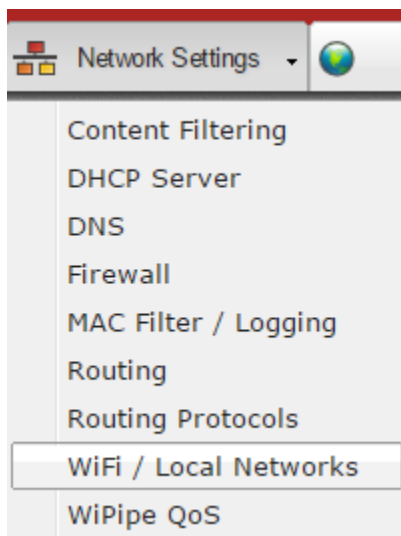 Network Settings
Content Filtering
DHCP Server
DNS
Firewall
MAC Filter / Logging
Routing
Routing Protocols
WiFi / Local Networks
WiPipe QoS